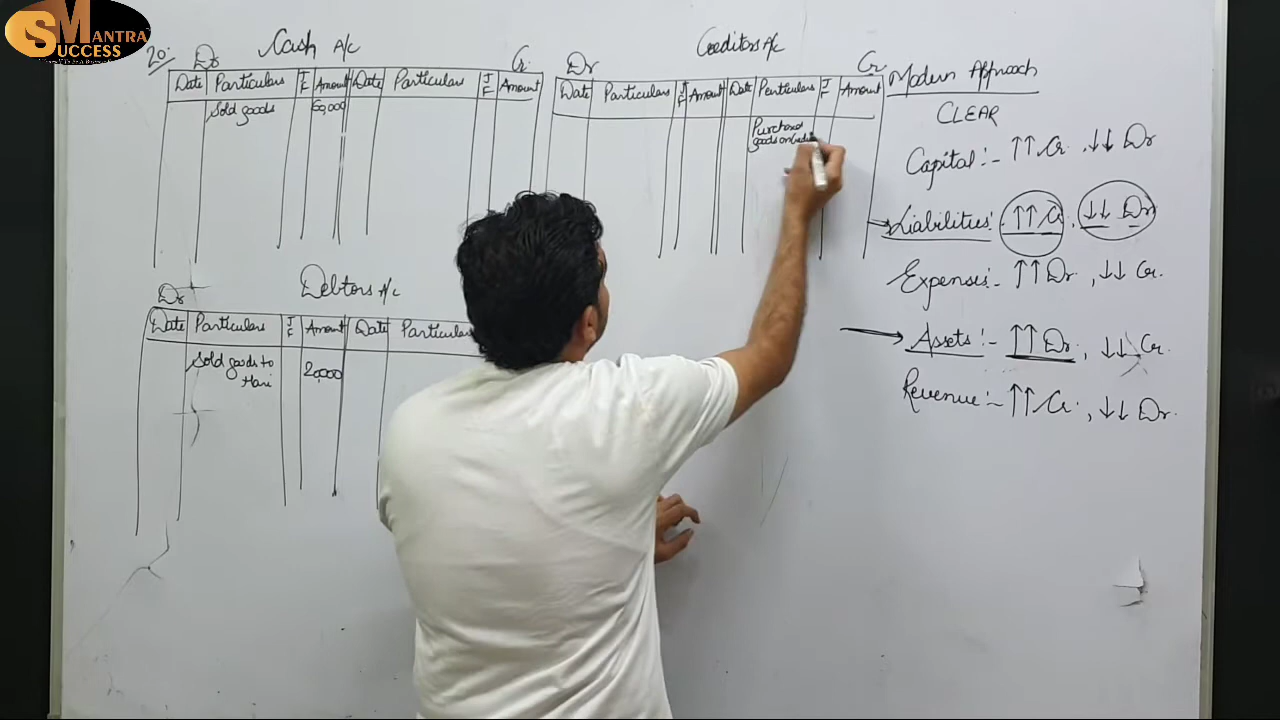 MANTRA
SUCCESS
20:
Cash A/c
Dr
Cr.
Date Particulars J F Amount Date Particulars J F Amount
Sold goods 60,000
Creditors A/c
Dr
Cr
Date Particulars J F Amount Date Particulars J F Amount
Purchased
goods on
Debtors A/c
Dr
Date Particulars J F Amount Date Particulars
Sold goods to
Hari 20,000
Modern Approach
CLEAR
Capital :- ↑↑ Cr. , ↓↓ Dr
Liabilities: ↑↑ Cr , ↓↓ Dr
Expenses:- ↑↑ Dr , ↓↓ Cr.
→ Assets :- ↑↑ Dr , ↓↓ Cr.
Revenue:- ↑↑ Cr. , ↓↓ Dr.